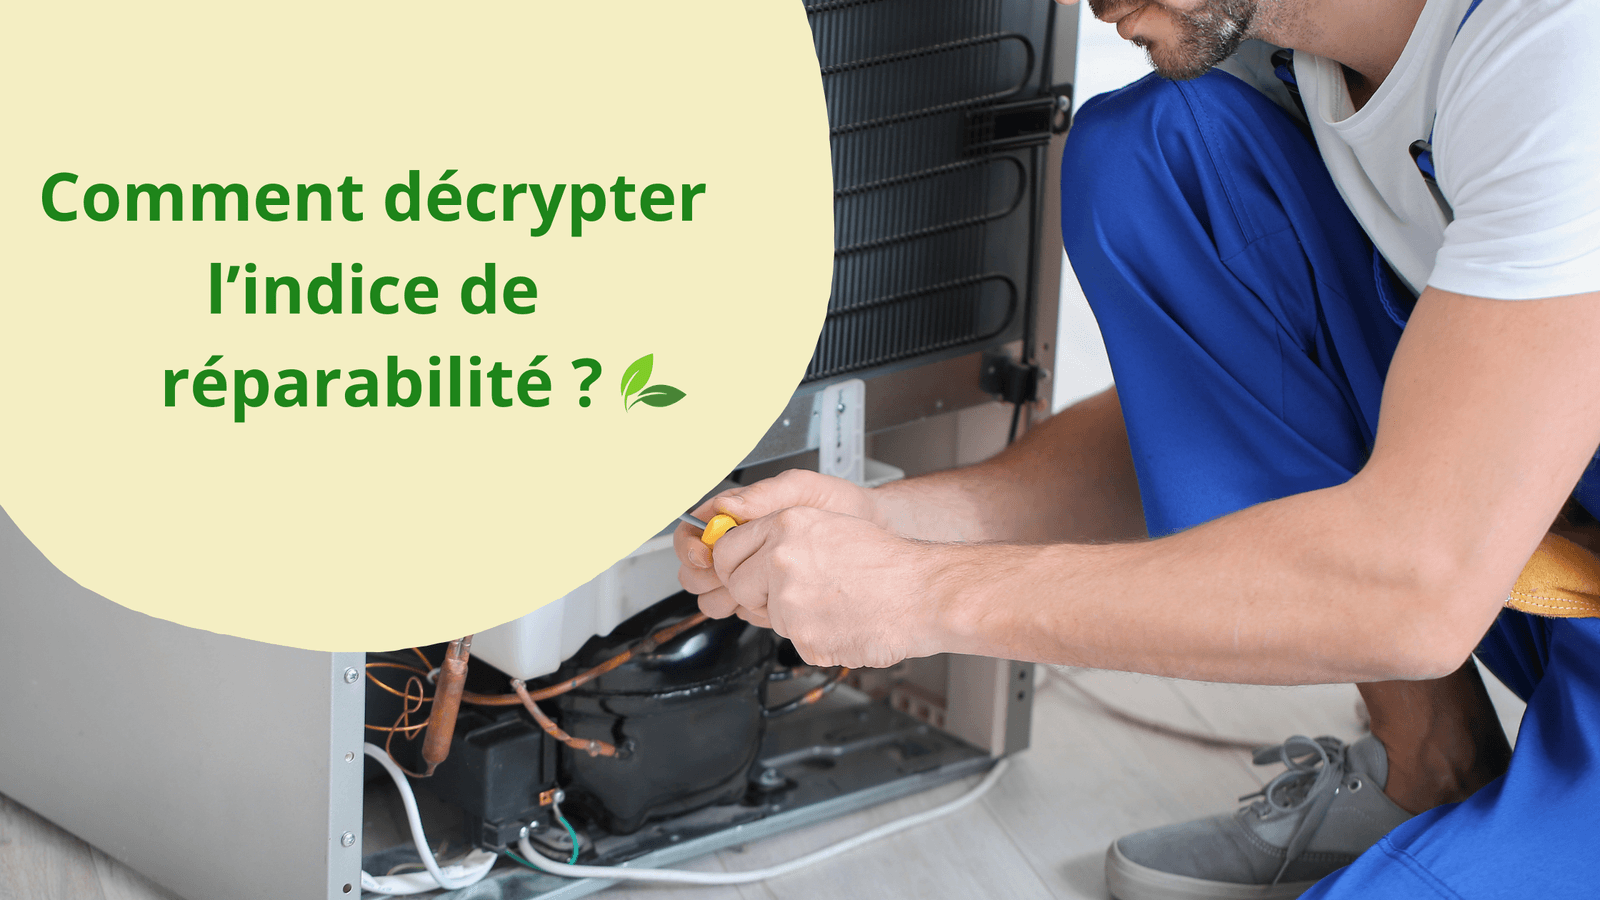 Comment décrypter
l’indice de
réparabilité ?